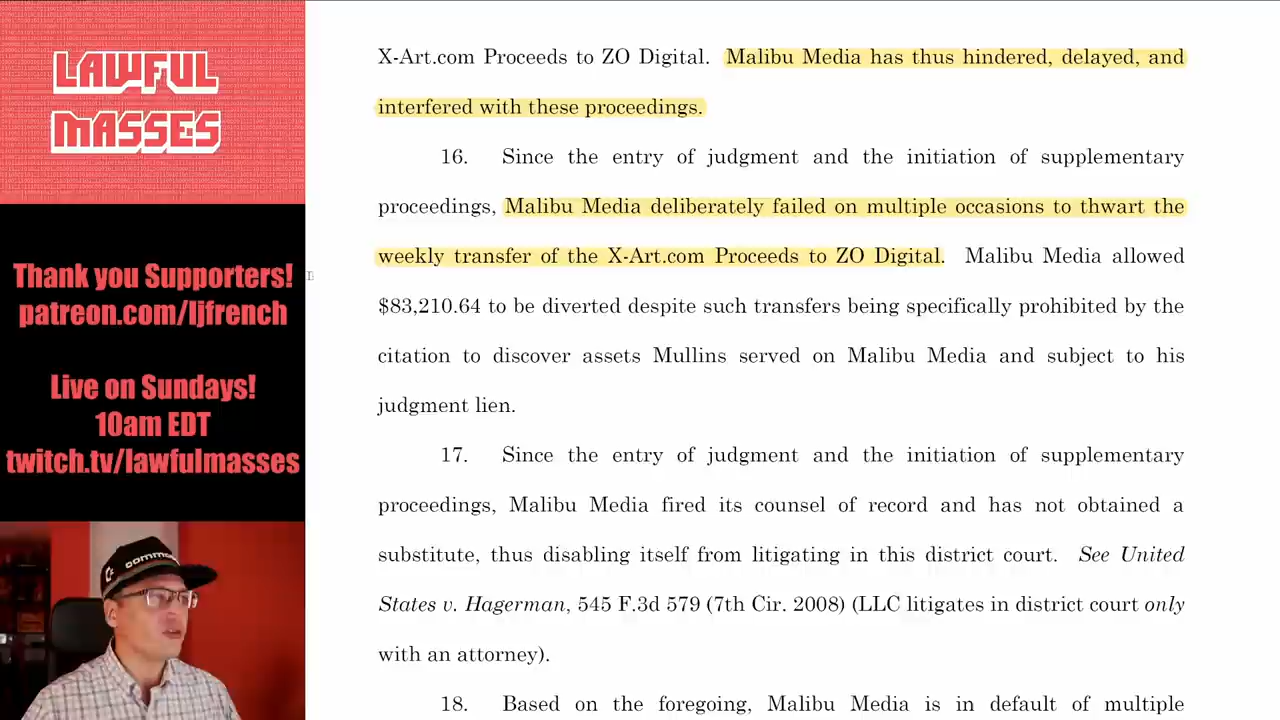 LAWFUL
MASSES
Thank you Supporters!
patreon.com/ljfrench
Live on Sundays!
10am EDT
twitch.tv/lawfulmasses
X-Art.com Proceeds to ZO Digital. Malibu Media has thus hindered, delayed, and
interfered with these proceedings.
16. Since the entry of judgment and the initiation of supplementary
proceedings, Malibu Media deliberately failed on multiple occasions to thwart the
weekly transfer of the X-Art.com Proceeds to ZO Digital. Malibu Media allowed
$83,210.64 to be diverted despite such transfers being specifically prohibited by the
citation to discover assets Mullins served on Malibu Media and subject to his
judgment lien.
17. Since the entry of judgment and the initiation of supplementary
proceedings, Malibu Media fired its counsel of record and has not obtained a
substitute, thus disabling itself from litigating in this district court. See United
States v. Hagerman, 545 F.3d 579 (7th Cir. 2008) (LLC litigates in district court only
with an attorney).
18. Based on the foregoing, Malibu Media is in default of multiple